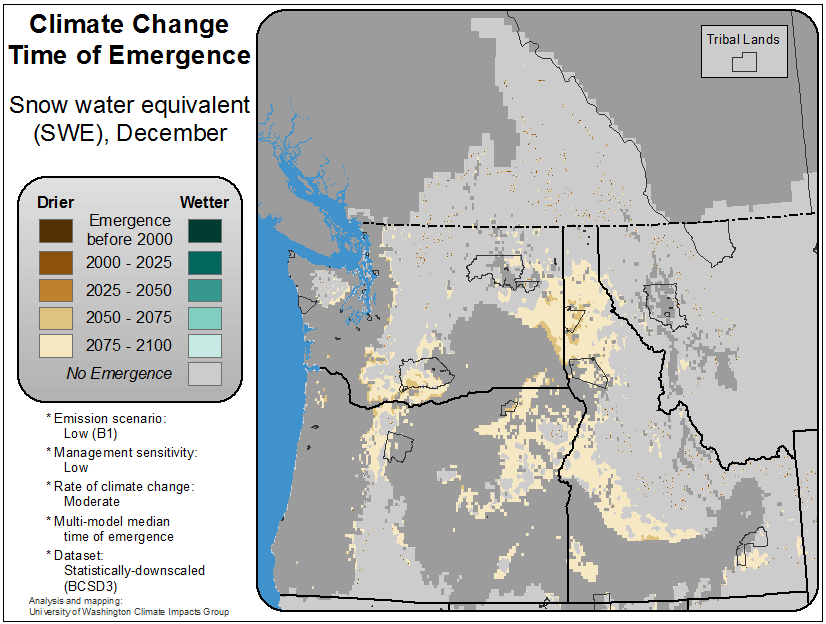 Climate Change
Time of Emergence
Snow water equivalent
(SWE), December
Tribal Lands
Drier
Wetter
Emergence
before 2000
2000 - 2025
2025 - 2050
2050 - 2075
2075 - 2100
No Emergence
* Emission scenario:
Low (B1)
* Management sensitivity:
Low
* Rate of climate change:
Moderate
* Multi-model median
time of emergence
* Dataset:
Statistically-downscaled
(BCSD3)
Analysis and mapping:
University of Washington Climate Impacts Group